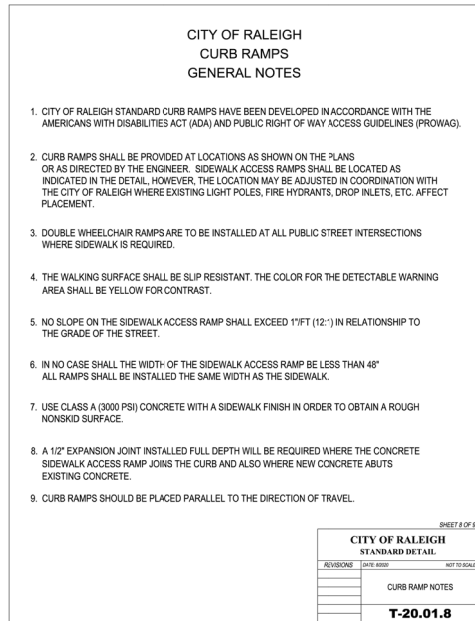 CITY OF RALEIGH
CURB RAMPS
GENERAL NOTES
1. CITY OF RALEIGH STANDARD CURB RAMPS HAVE BEEN DEVELOPED IN ACCORDANCE WITH THE
AMERICANS WITH DISABILITIES ACT (ADA) AND PUBLIC RIGHT OF WAY ACCESS GUIDELINES (PROWAG).
2. CURB RAMPS SHALL BE PROVIDED AT LOCATIONS AS SHOWN ON THE PLANS
OR AS DIRECTED BY THE ENGINEER. SIDEWALK ACCESS RAMPS SHALL BE LOCATED AS
INDICATED IN THE DETAIL, HOWEVER, THE LOCATION MAY BE ADJUSTED IN COORDINATION WITH
THE CITY OF RALEIGH WHERE EXISTING LIGHT POLES, FIRE HYDRANTS, DROP INLETS, ETC. AFFECT
PLACEMENT.
3. DOUBLE WHEELCHAIR RAMPS ARE TO BE INSTALLED AT ALL PUBLIC STREET INTERSECTIONS
WHERE SIDEWALK IS REQUIRED.
4. THE WALKING SURFACE SHALL BE SLIP RESISTANT. THE COLOR FOR THE DETECTABLE WARNING
AREA SHALL BE YELLOW FOR CONTRAST.
5. NO SLOPE ON THE SIDEWALK ACCESS RAMP SHALL EXCEED 1"/FT (12:1) IN RELATIONSHIP TO
THE GRADE OF THE STREET.
6. IN NO CASE SHALL THE WIDTH OF THE SIDEWALK ACCESS RAMP BE LESS THAN 48"
ALL RAMPS SHALL BE INSTALLED THE SAME WIDTH AS THE SIDEWALK.
7. USE CLASS A (3000 PSI) CONCRETE WITH A SIDEWALK FINISH IN ORDER TO OBTAIN A ROUGH
NONSKID SURFACE.
8. A 1/2" EXPANSION JOINT INSTALLED FULL DEPTH WILL BE REQUIRED WHERE THE CONCRETE
SIDEWALK ACCESS RAMP JOINS THE CURB AND ALSO WHERE NEW CONCRETE ABUTS
EXISTING CONCRETE.
9. CURB RAMPS SHOULD BE PLACED PARALLEL TO THE DIRECTION OF TRAVEL.
SHEET 8 OF 9
CITY OF RALEIGH
STANDARD DETAIL
REVISIONS DATE: 6/2020 NOT TO SCALE
CURB RAMP NOTES
T-20.01.8